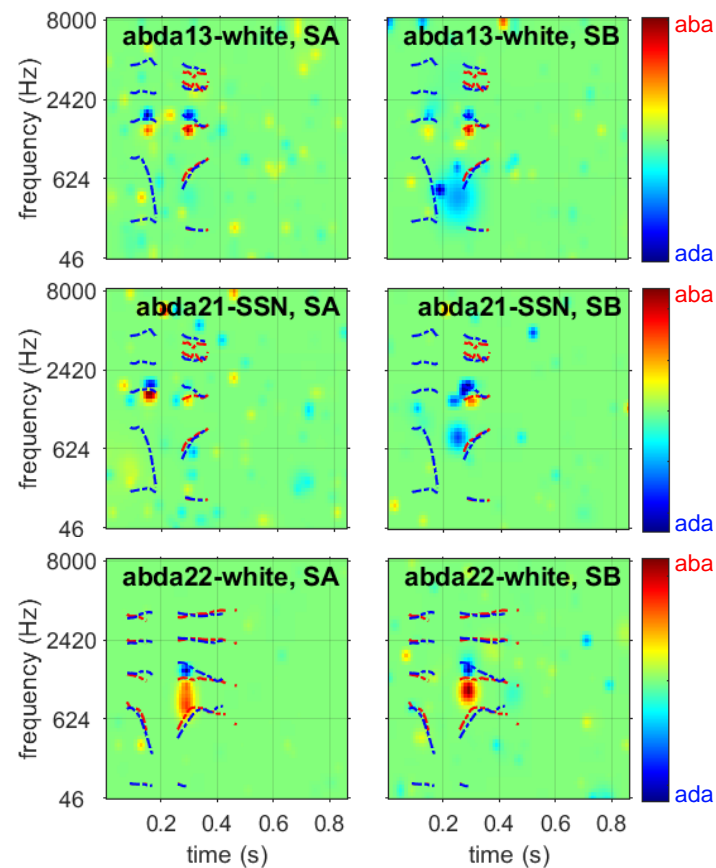 abda13-white, SA
abda13-white, SB
8000
2420
624
46
frequency (Hz)
aba
ada
abda21-SSN, SA
abda21-SSN, SB
8000
2420
624
46
frequency (Hz)
aba
ada
abda22-white, SA
abda22-white, SB
8000
2420
624
46
frequency (Hz)
aba
ada
0.2 0.4 0.6 0.8
0.2 0.4 0.6 0.8
time (s)
time (s)